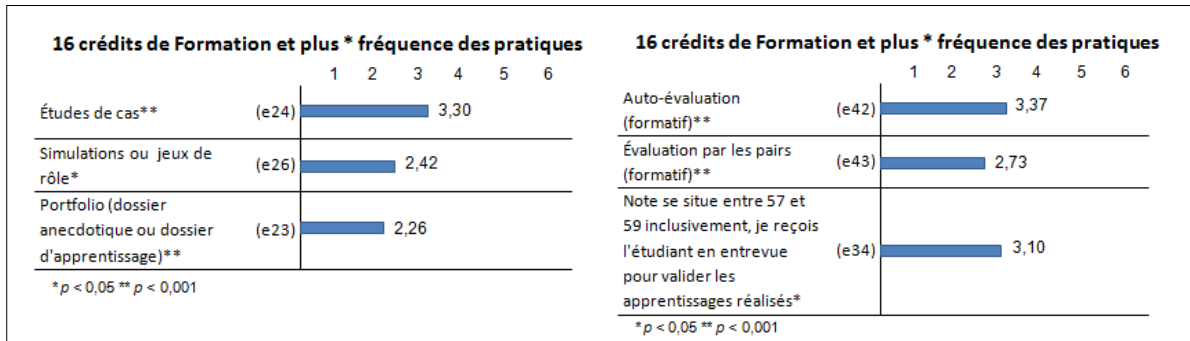 16 crédits de Formation et plus * fréquence des pratiques
1 2 3 4 5 6
Études de cas** (e24) 3,30
Simulations ou jeux de
rôle* (e26) 2,42
Portfolio (dossier
anecdotique ou dossier (e23) 2,26
d'apprentissage)**
*p < 0,05 ** p < 0,001
16 crédits de Formation et plus * fréquence des pratiques
1 2 3 4 5 6
Auto-évaluation
(formatif)** (e42) 3,37
Évaluation par les pairs
(formatif)** (e43) 2,73
Note se situe entre 57 et
59 inclusivement, je reçois
l'étudiant en entrevue (e34) 3,10
pour valider les
apprentissages réalisés*
*p < 0,05 ** p < 0,001